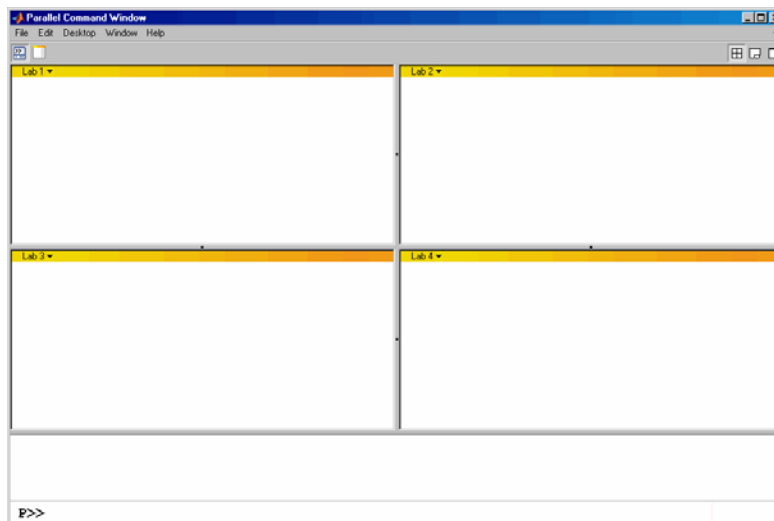 Parallel Command Window
File Edit Desktop Window Help
Lab 1
Lab 2
Lab 3
Lab 4
P>>